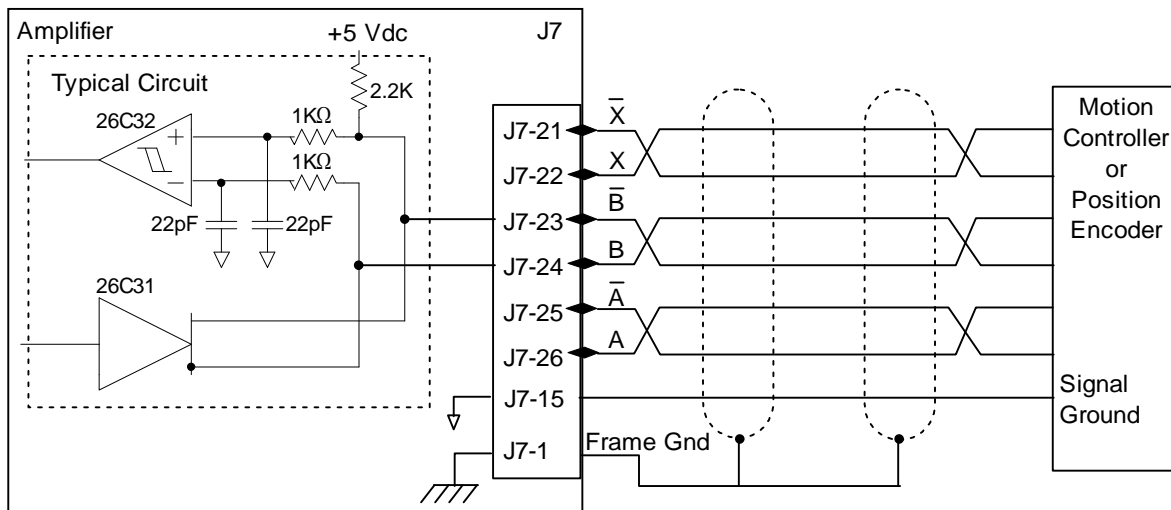 Amplifier
+5 Vdc
J7
Typical Circuit
2.2K
26C32
1KΩ
+
1KΩ
−
22pF
22pF
26C31
J7-21
J7-22
J7-23
J7-24
J7-25
J7-26
J7-15
J7-1
X̅
X
B̅
B
A̅
A
Frame Gnd
Motion
Controller
or
Position
Encoder
Signal
Ground